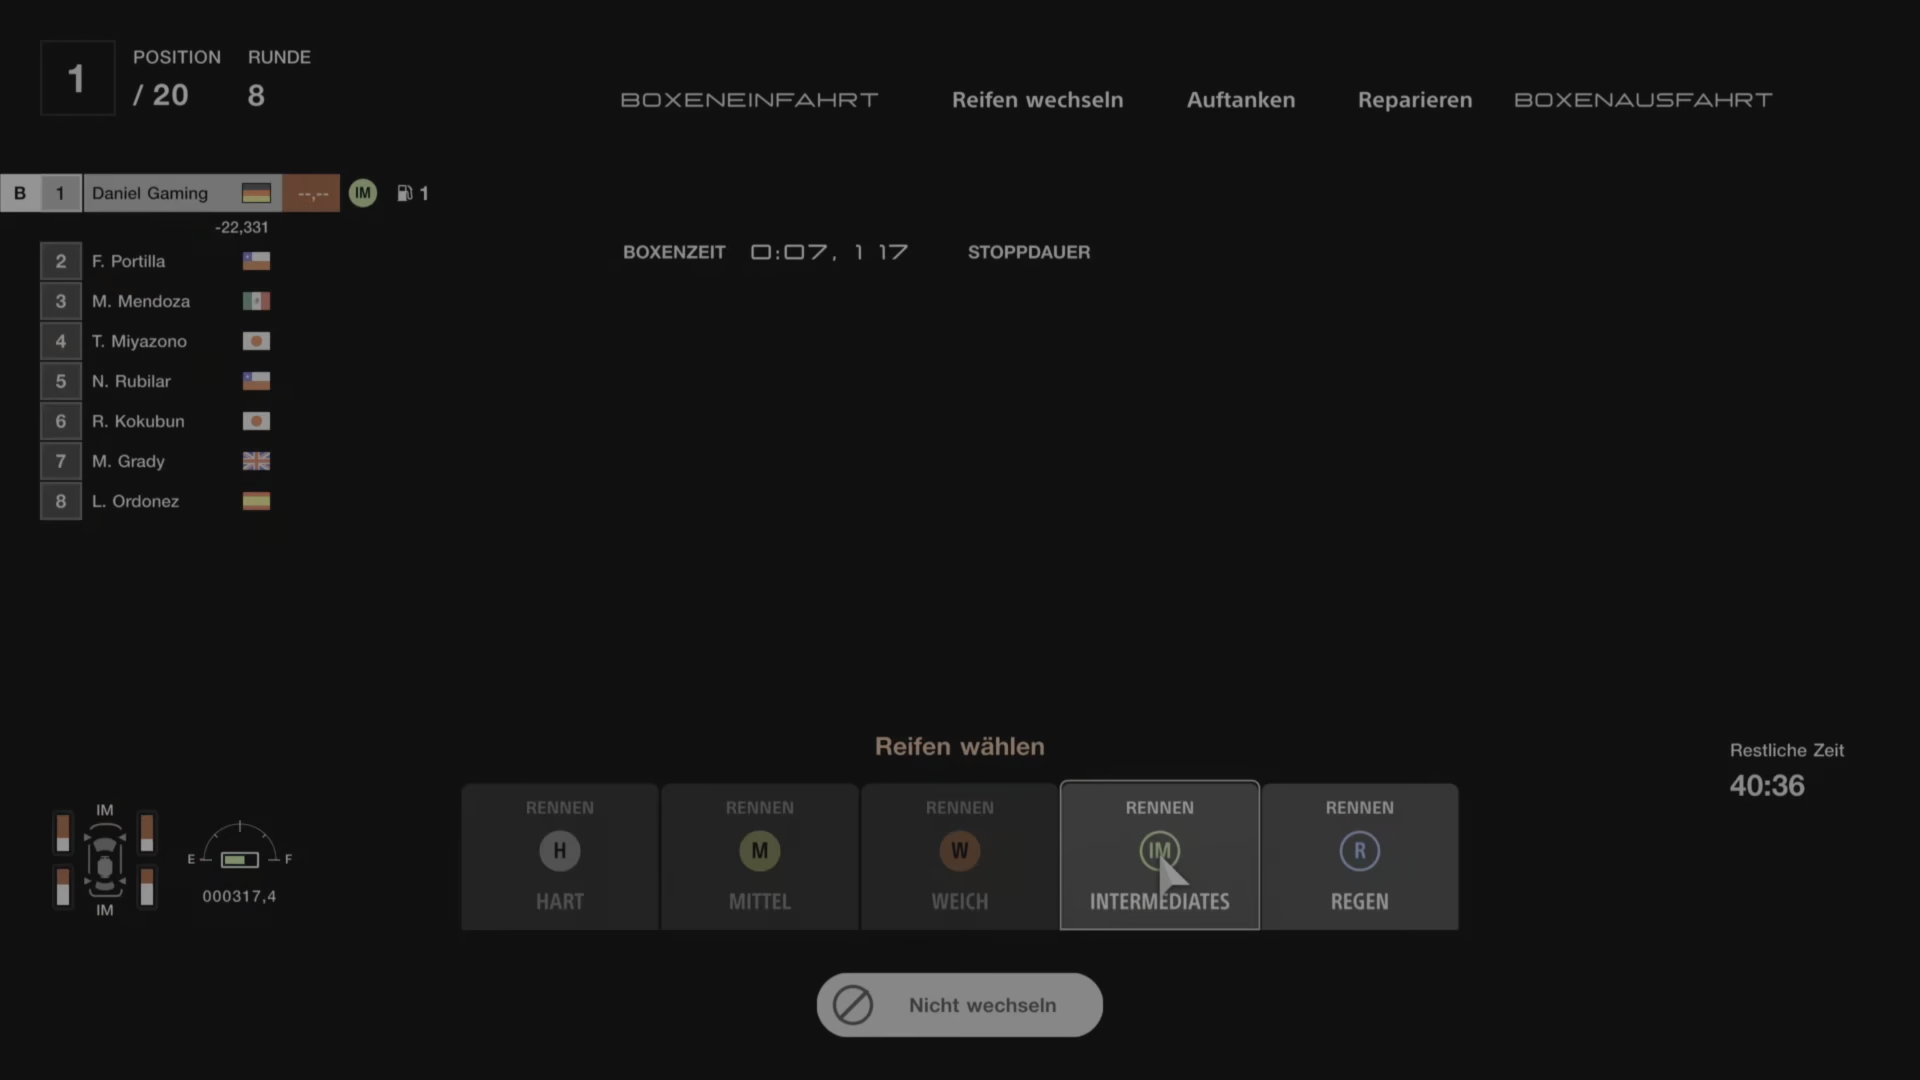 1 POSITION / 20 RUNDE 8
BOXENEINFAHRT Reifen wechseln Auftanken Reparieren BOXENAUSFAHRT
B 1 Daniel Gaming --,-- IM 1
-22,331
2 F. Portilla
3 M. Mendoza
4 T. Miyazono
5 N. Rubilar
6 R. Kokubun
7 M. Grady
8 L. Ordonez
BOXENZEIT 0:07,117 STOPPDAUER
Reifen wählen
RENNEN H HART
RENNEN M MITTEL
RENNEN W WEICH
RENNEN IM INTERMEDIATES
RENNEN R REGEN
Restliche Zeit
40:36
IM
IM
E F
000317,4
Nicht wechseln